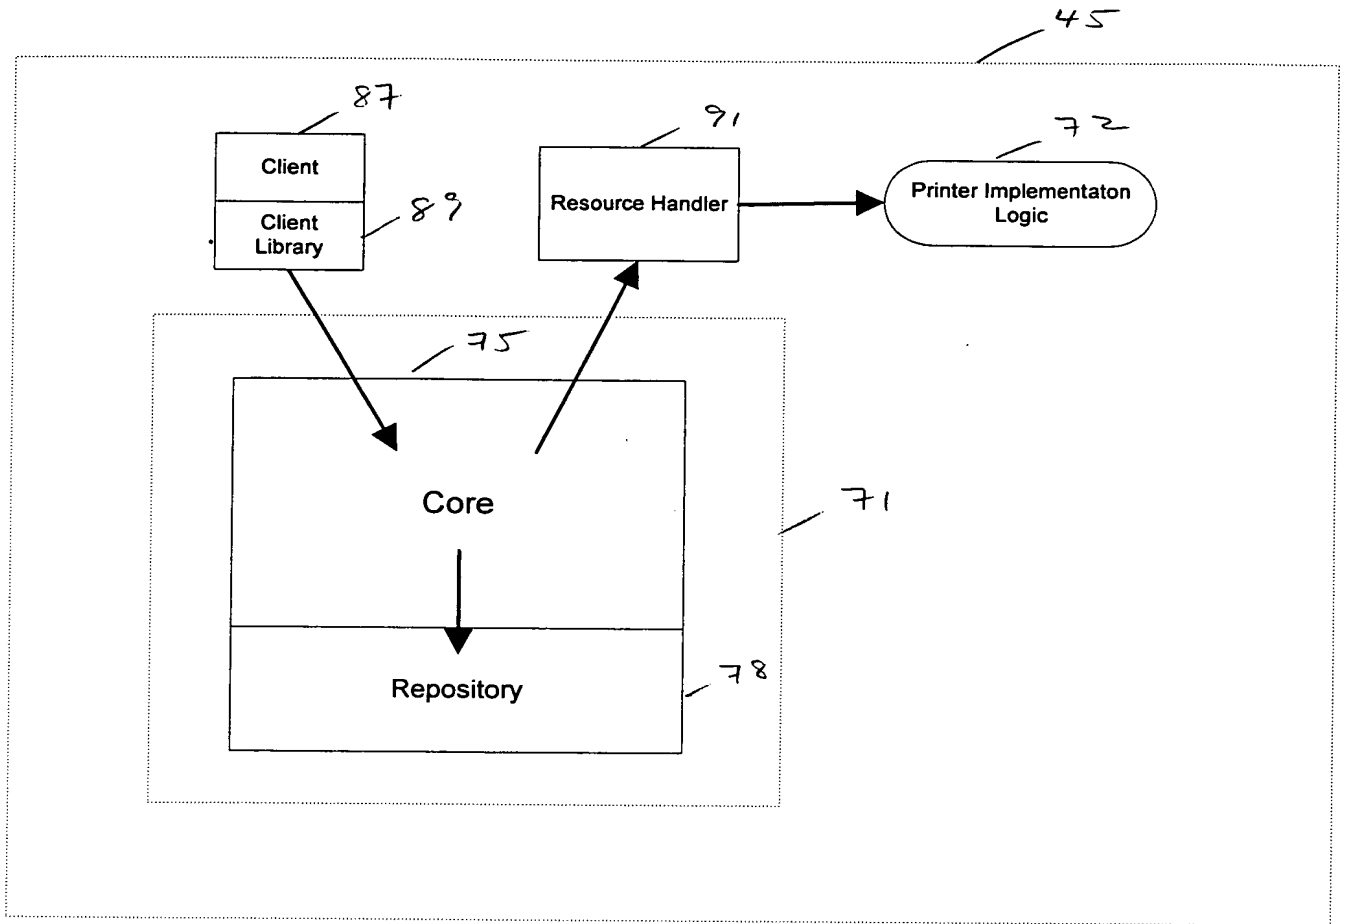 45
87
91
72
Client
Resource Handler
Printer Implementaton
Logic
89
Client
Library
75
Core
71
Repository
78